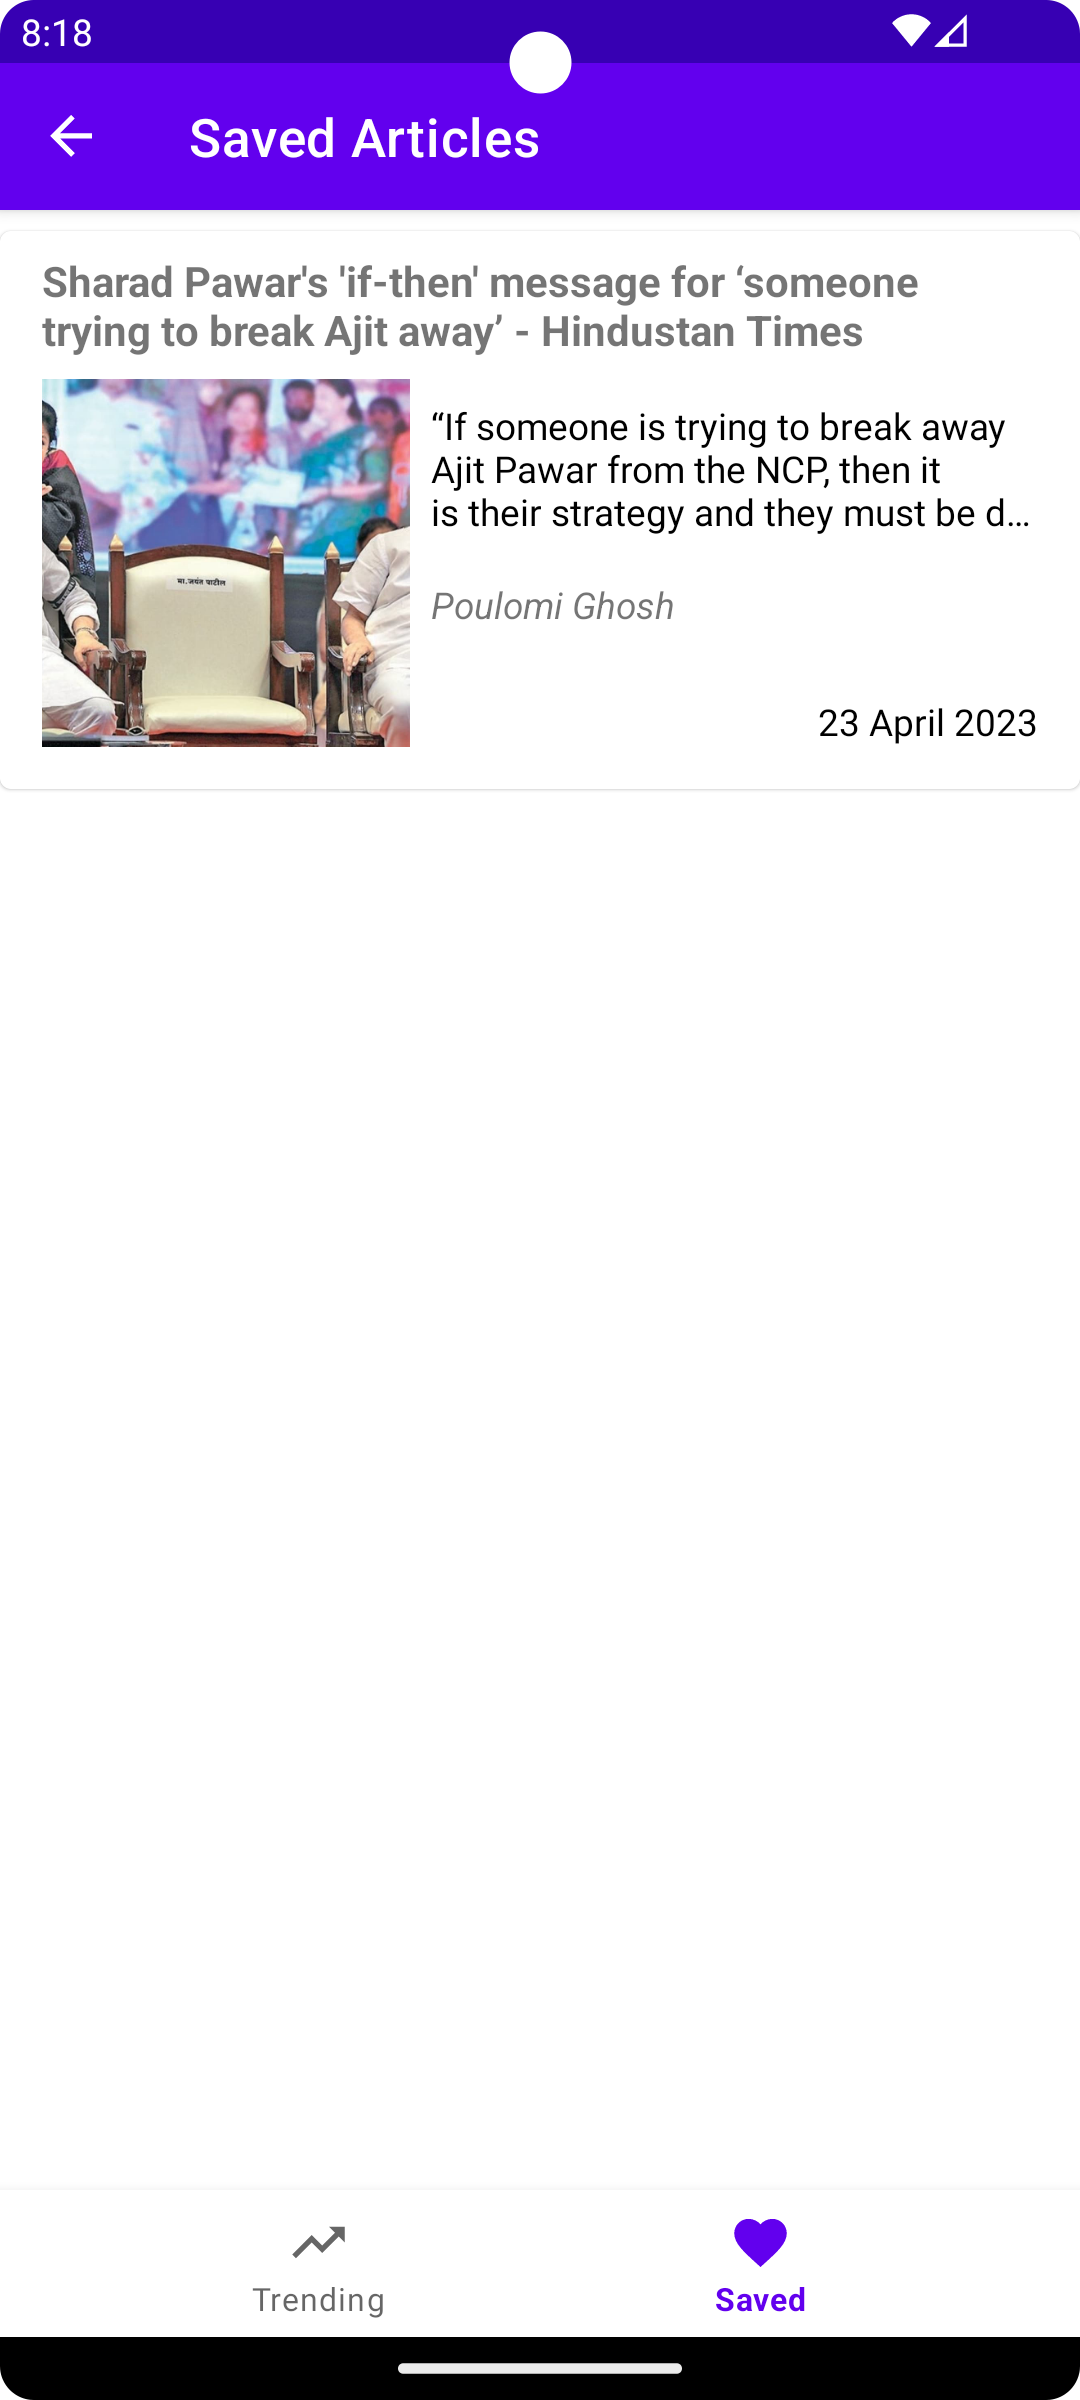 8:18
Saved Articles
Sharad Pawar's 'if-then' message for ‘someone
trying to break Ajit away’ - Hindustan Times
“If someone is trying to break away
Ajit Pawar from the NCP, then it
is their strategy and they must be d…
मा. जयंत पाटील
Poulomi Ghosh
23 April 2023
Trending
Saved